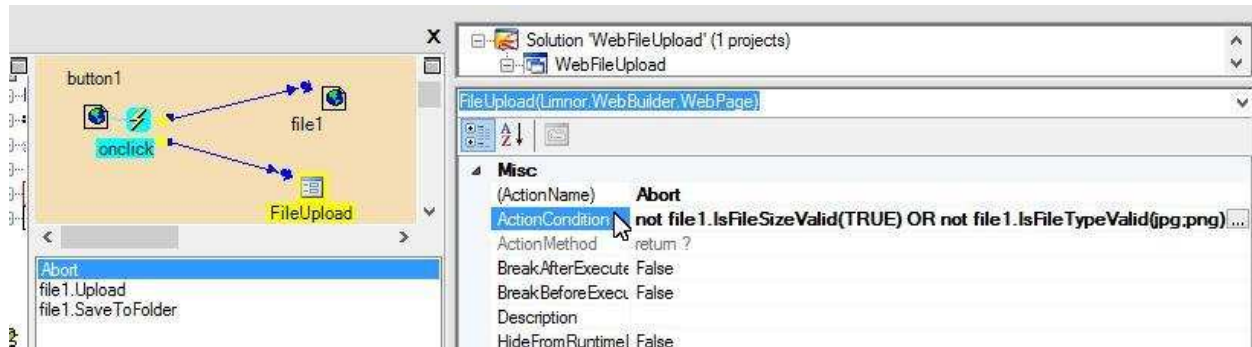 X
button1
file1
onclick
FileUpload
Abort
file1.Upload
file1.SaveToFolder
Solution 'WebFileUpload' (1 projects)
WebFileUpload
FileUpload(Limnor.WebBuilder.WebPage)
Misc
(ActionName) Abort
ActionCondition not file1.IsFileSizeValid(TRUE) OR not file1.IsFileTypeValid(jpg;png) ...
ActionMethod return ?
BreakAfterExecute False
BreakBeforeExecu False
Description
HideFromRuntimeI False